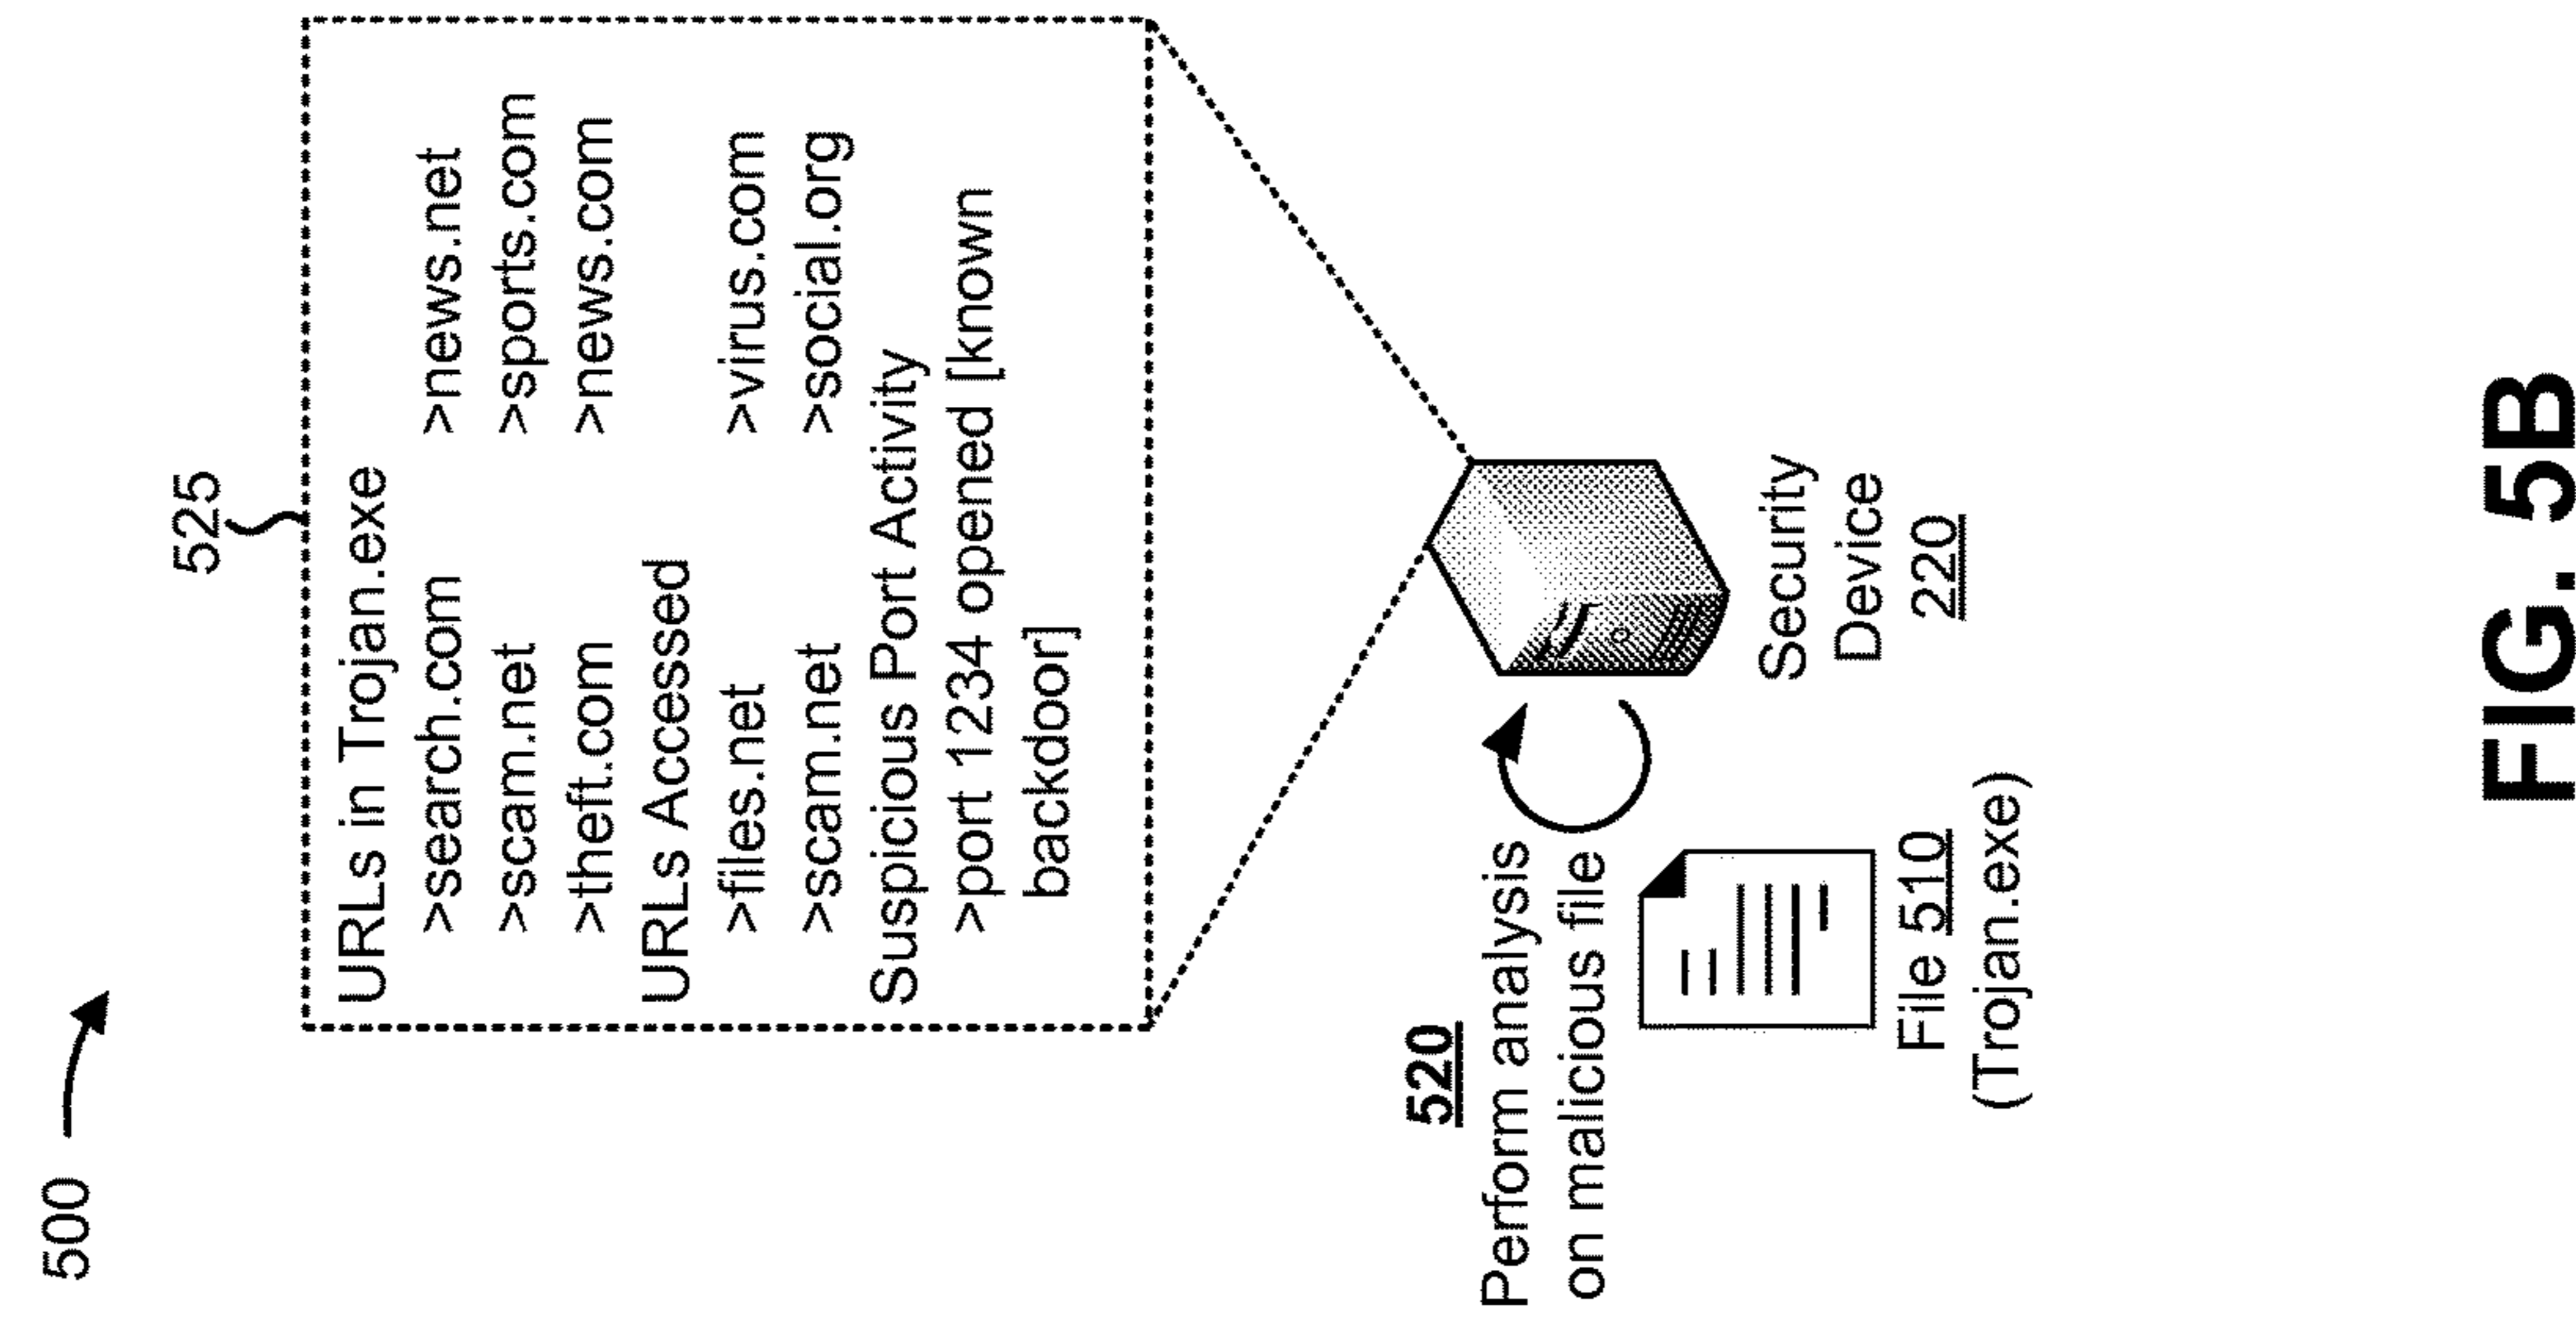 500
525
URLs in Trojan.exe
>search.com >news.net
>scam.net >sports.com
>theft.com >news.com
URLs Accessed
>files.net >virus.com
>scam.net >social.org
Suspicious Port Activity
>port 1234 opened [known
backdoor]
520
Perform analysis
on malicious file
File 510
(Trojan.exe)
Security
Device
220
FIG. 5B